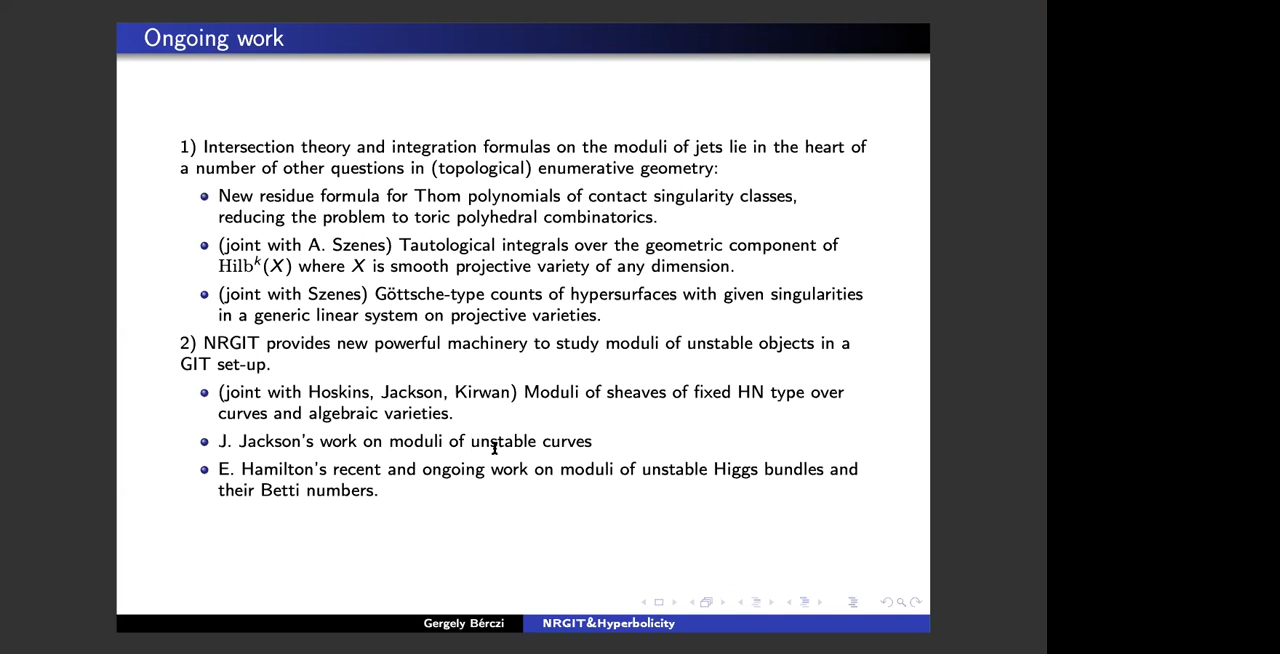 Ongoing work
1) Intersection theory and integration formulas on the moduli of jets lie in the heart of
a number of other questions in (topological) enumerative geometry:
New residue formula for Thom polynomials of contact singularity classes,
reducing the problem to toric polyhedral combinatorics.
(joint with A. Szenes) Tautological integrals over the geometric component of
Hilb^k(X) where X is smooth projective variety of any dimension.
(joint with Szenes) Göttsche-type counts of hypersurfaces with given singularities
in a generic linear system on projective varieties.
2) NRGIT provides new powerful machinery to study moduli of unstable objects in a
GIT set-up.
(joint with Hoskins, Jackson, Kirwan) Moduli of sheaves of fixed HN type over
curves and algebraic varieties.
J. Jackson's work on moduli of unstable curves
E. Hamilton's recent and ongoing work on moduli of unstable Higgs bundles and
their Betti numbers.
Gergely Bérczi NRGIT&Hyperbolicity